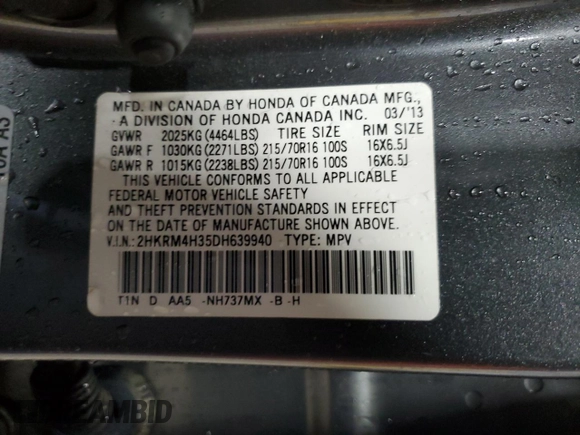 MFD. IN CANADA BY HONDA OF CANADA MFG.,
A DIVISION OF HONDA CANADA INC. 03/'13
GVWR 2025KG(4464LBS) TIRE SIZE RIM SIZE
GAWR F 1030KG(2271LBS) 215/70R16 100S 16X6.5J
GAWR R 1015KG(2238LBS) 215/70R16 100S 16X6.5J
THIS VEHICLE CONFORMS TO ALL APPLICABLE
FEDERAL MOTOR VEHICLE SAFETY
AND THEFT PREVENTION STANDARDS IN EFFECT
ON THE DATE OF MANUFACTURE SHOWN ABOVE.
V.I.N.:2HKRM4H35DH639940 TYPE: MPV
T1N D AA5 -NH737MX -B -H